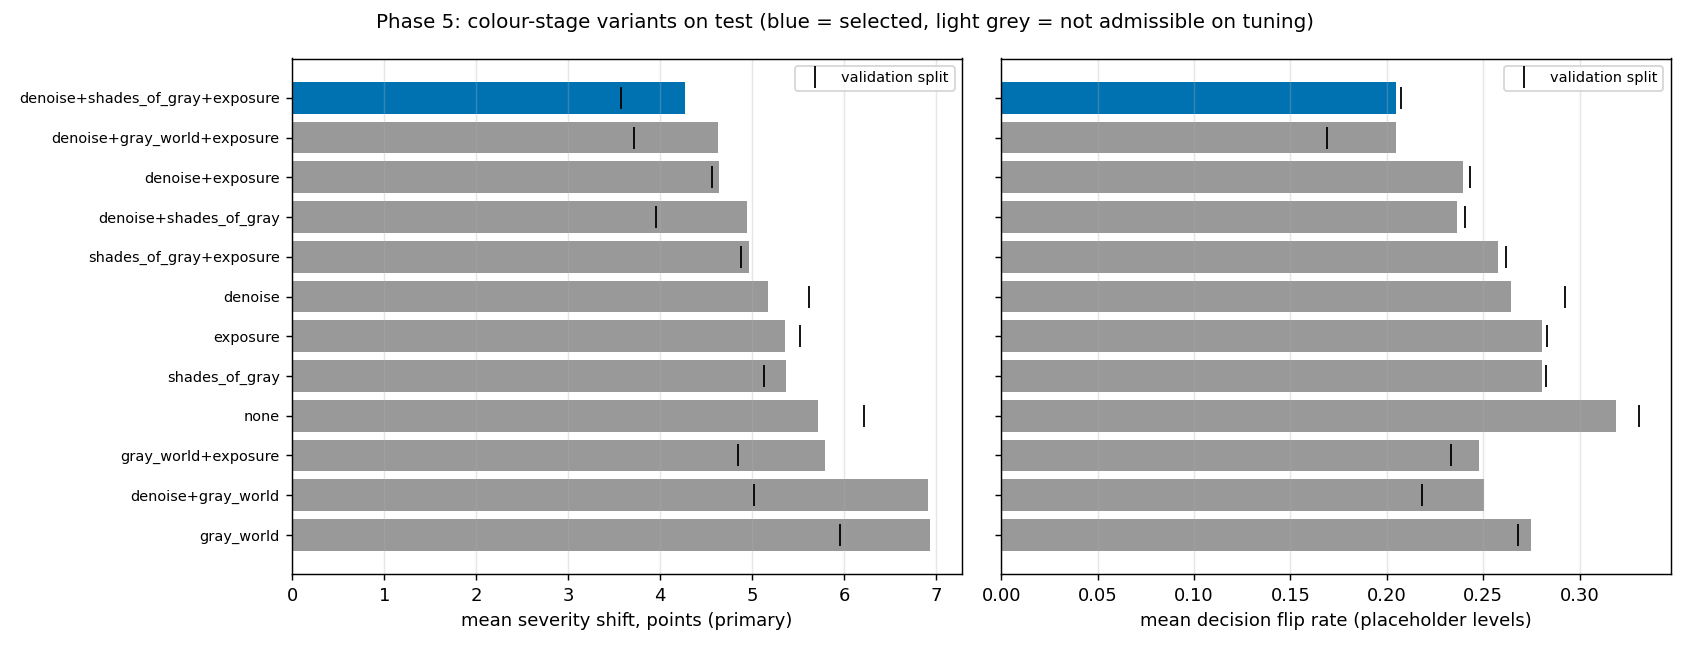 Phase 5: colour-stage variants on test (blue = selected, light grey = not admissible on tuning)
validation split
validation split
denoise+shades_of_gray+exposure
denoise+gray_world+exposure
denoise+exposure
denoise+shades_of_gray
shades_of_gray+exposure
denoise
exposure
shades_of_gray
none
gray_world+exposure
denoise+gray_world
gray_world
0 1 2 3 4 5 6 7
0.00 0.05 0.10 0.15 0.20 0.25 0.30
mean severity shift, points (primary)
mean decision flip rate (placeholder levels)